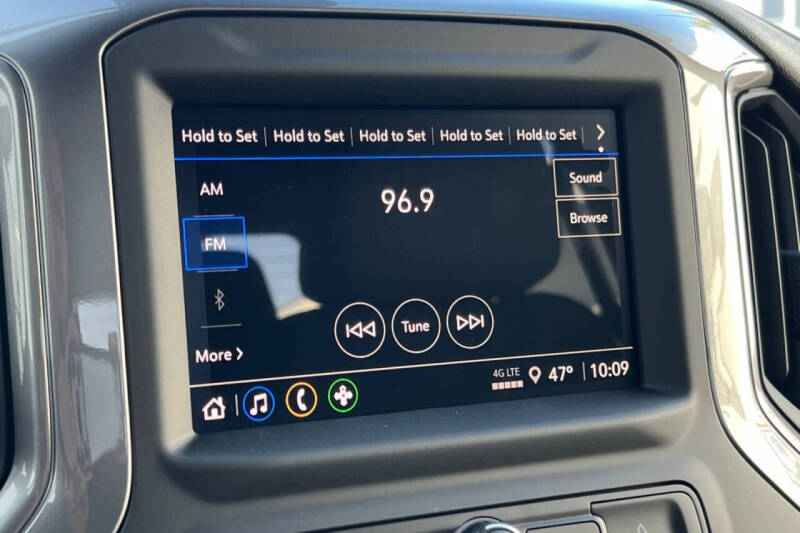 Hold to Set Hold to Set Hold to Set Hold to Set Hold to Set
AM
96.9
Sound
FM
Browse
Tune
More
4G LTE
47° 10:09